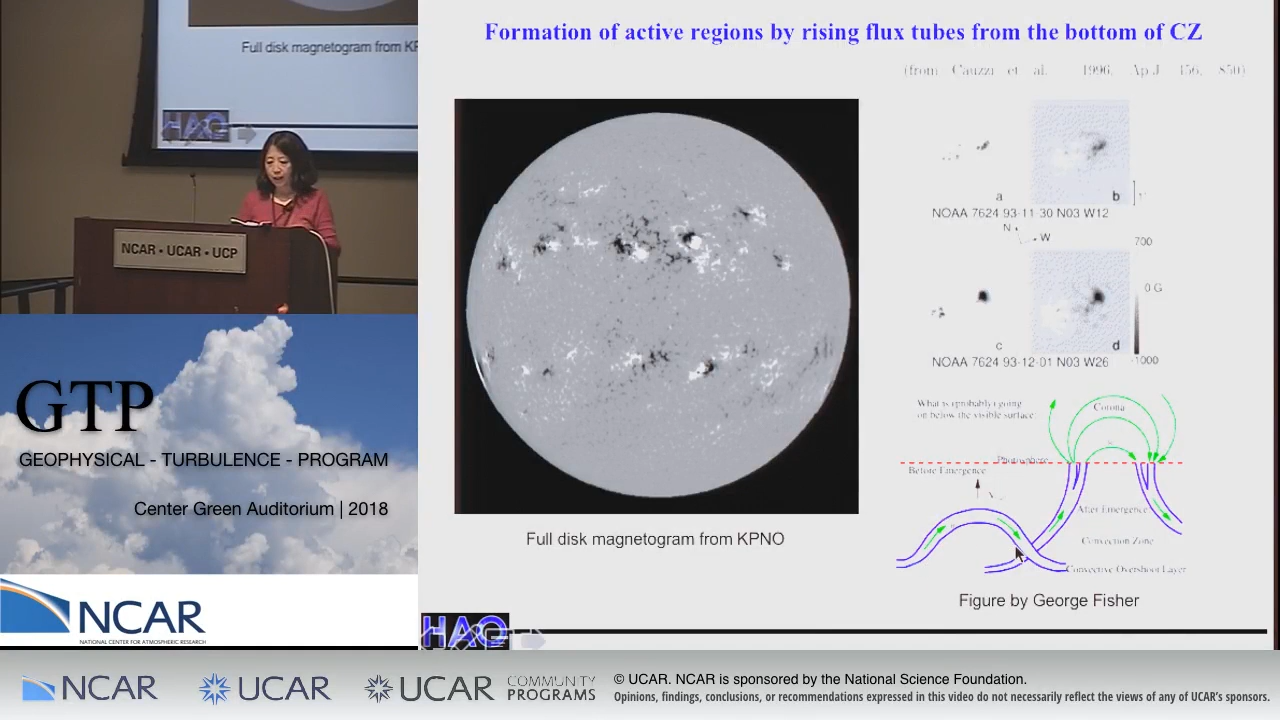 Full disk magnetogram from KP
HAO
NCAR • UCAR • UCP
GTP
GEOPHYSICAL - TURBULENCE - PROGRAM
Center Green Auditorium | 2018
NCAR
NATIONAL CENTER FOR ATMOSPHERIC RESEARCH
Formation of active regions by rising flux tubes from the bottom of CZ
(from Cauzzi et al. 1996, ApJ 456, 850)
a
b
1'
NOAA 7624 93-11 30 N03 W12
N
W
700
0 G
c
d
-1000
NOAA 7624 93-12-01 N03 W26
What is (probably) going
on below the visible surface
Corona
Photosphere
Before Emergence
After Emergence
Convection Zone
Convective Overshoot Layer
Full disk magnetogram from KPNO
Figure by George Fisher
HAO
NCAR
UCAR
UCAR
COMMUNITY
PROGRAMS
© UCAR. NCAR is sponsored by the National Science Foundation.
Opinions, findings, conclusions, or recommendations expressed in this video do not necessarily reflect the views of any of UCAR's sponsors.